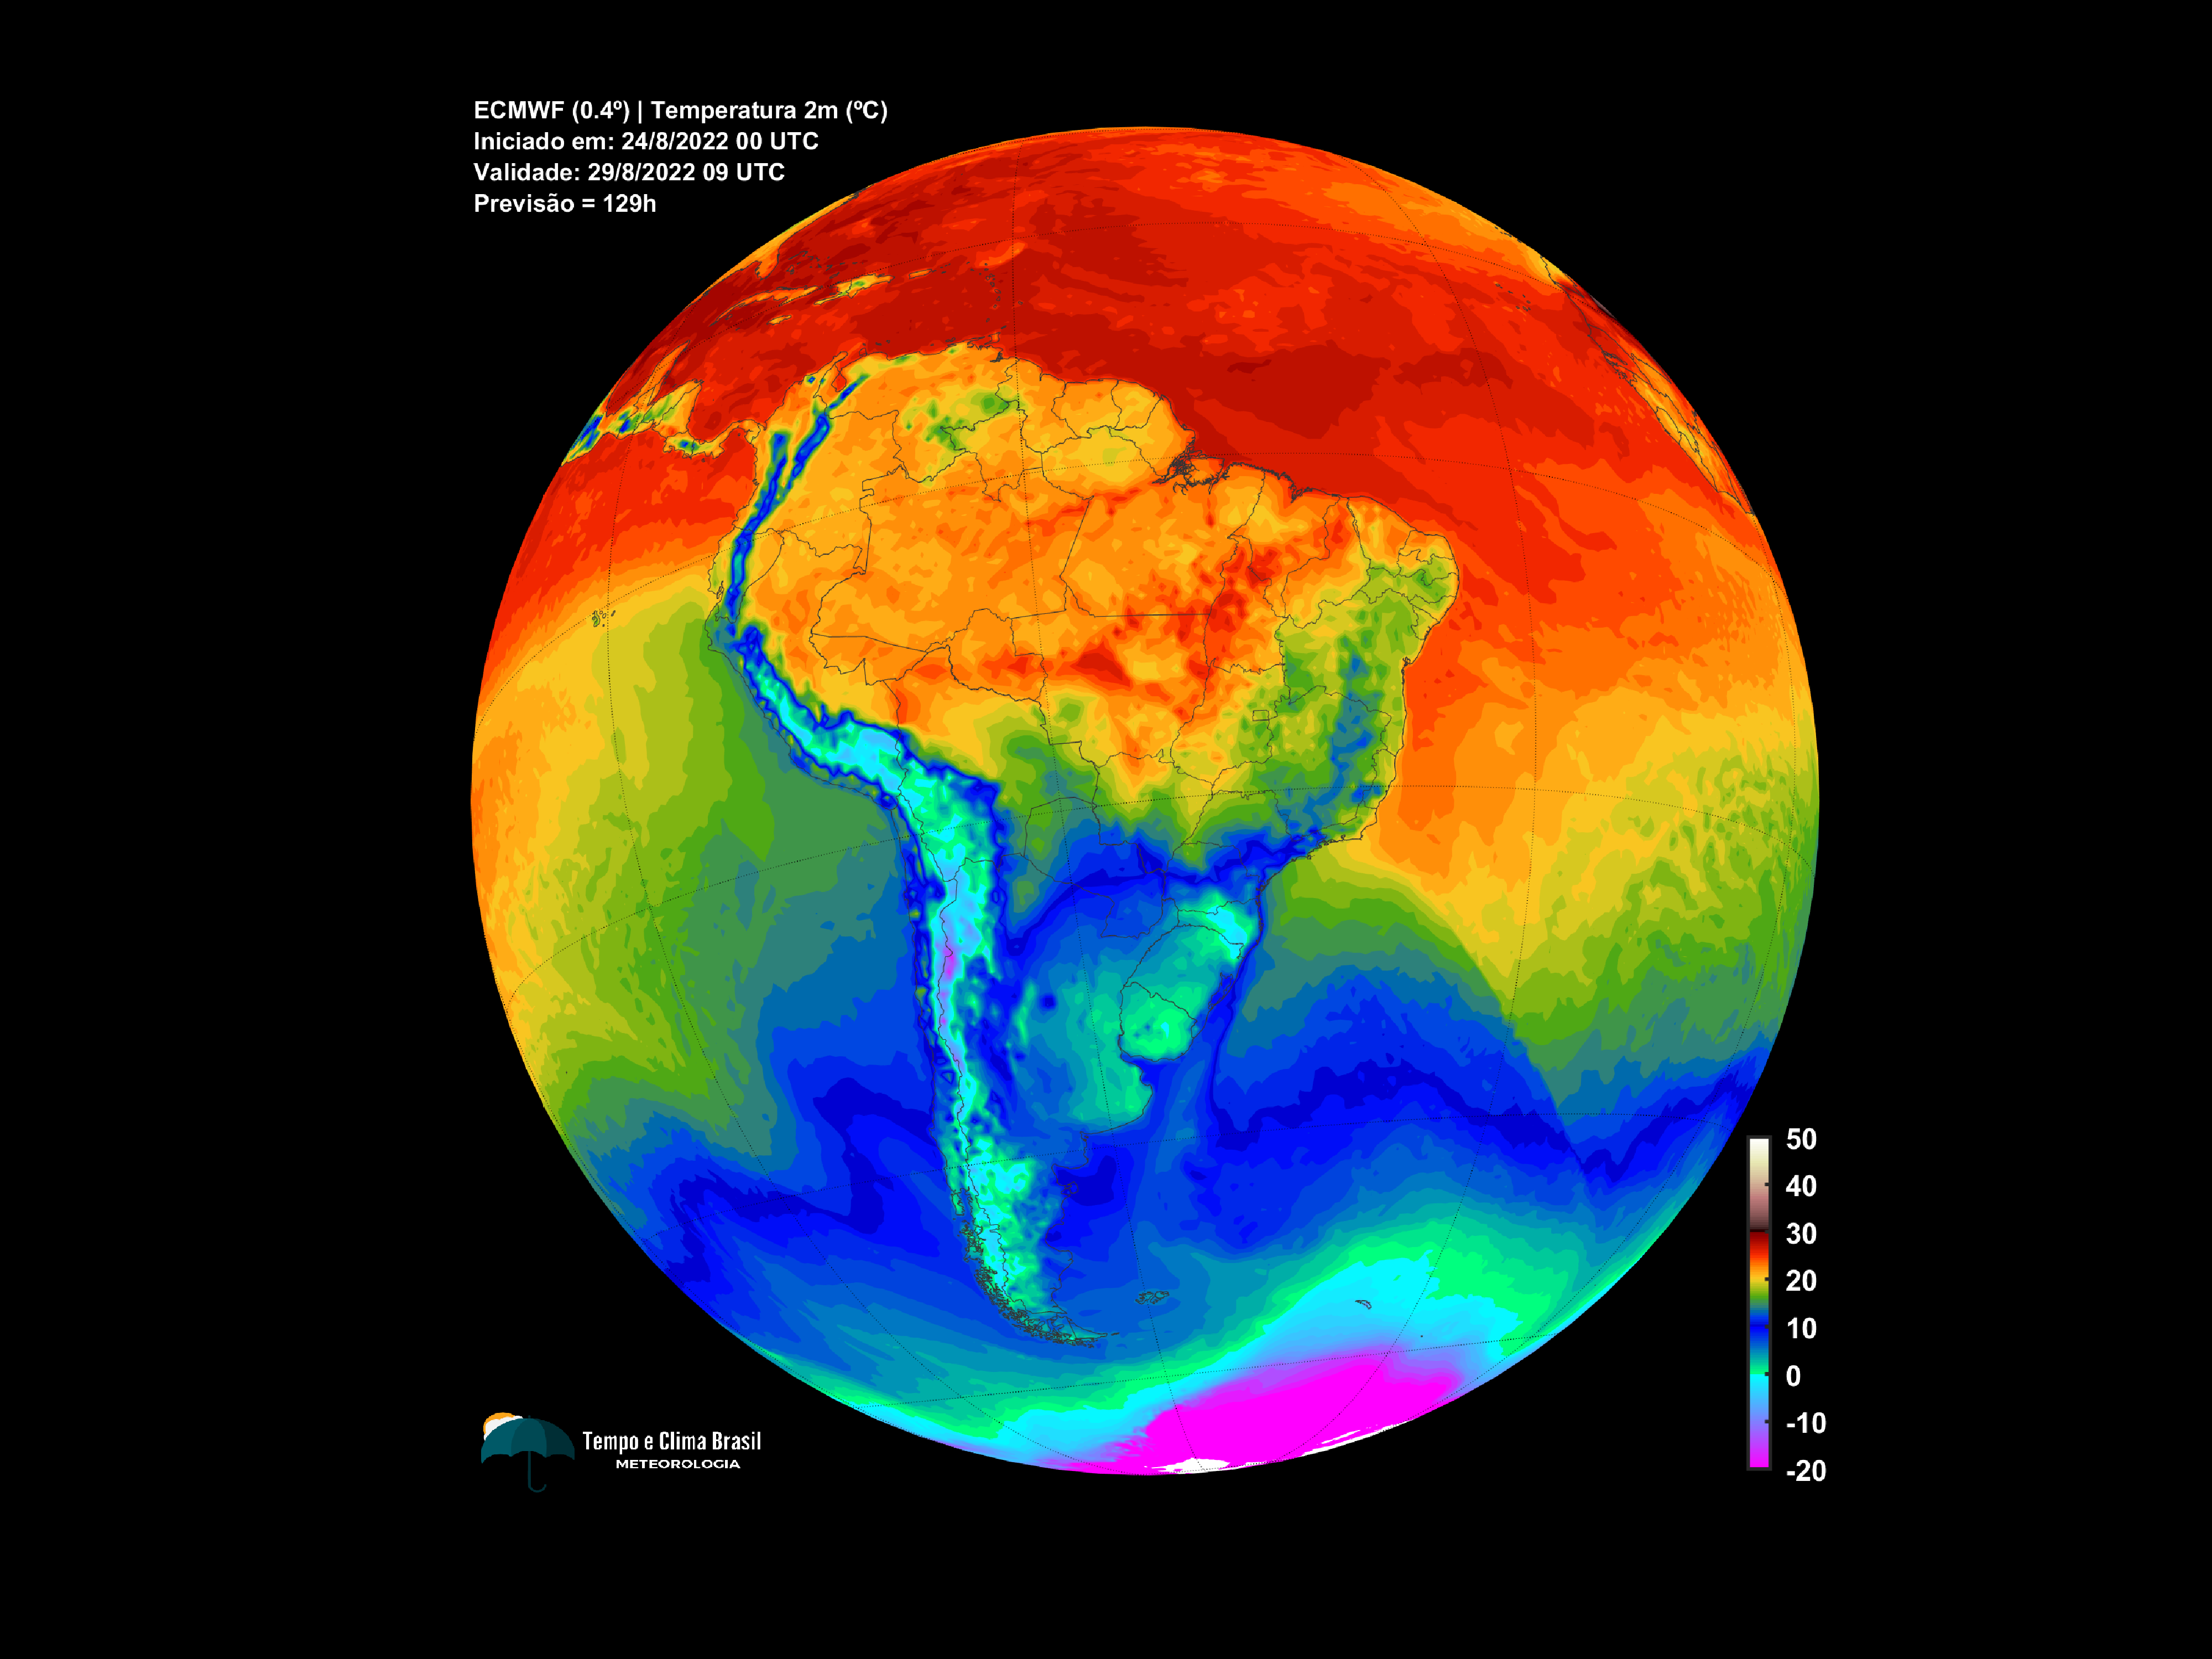 ECMWF (0.4º) | Temperatura 2m (ºC)
Iniciado em: 24/8/2022 00 UTC
Validade: 29/8/2022 09 UTC
Previsão = 129h
50
40
30
20
10
0
-10
-20
Tempo e Clima Brasil
METEOROLOGIA